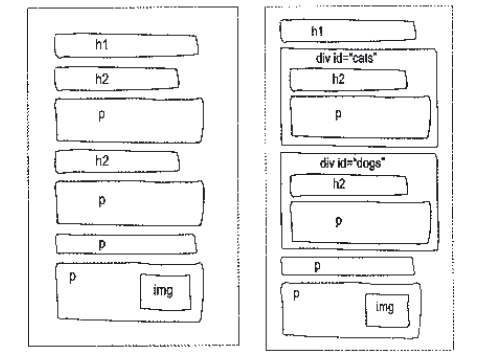 h1
h2
p
h2
p
p
p
img
h1
div id="cats"
h2
p
div id="dogs"
h2
p
p
p
img